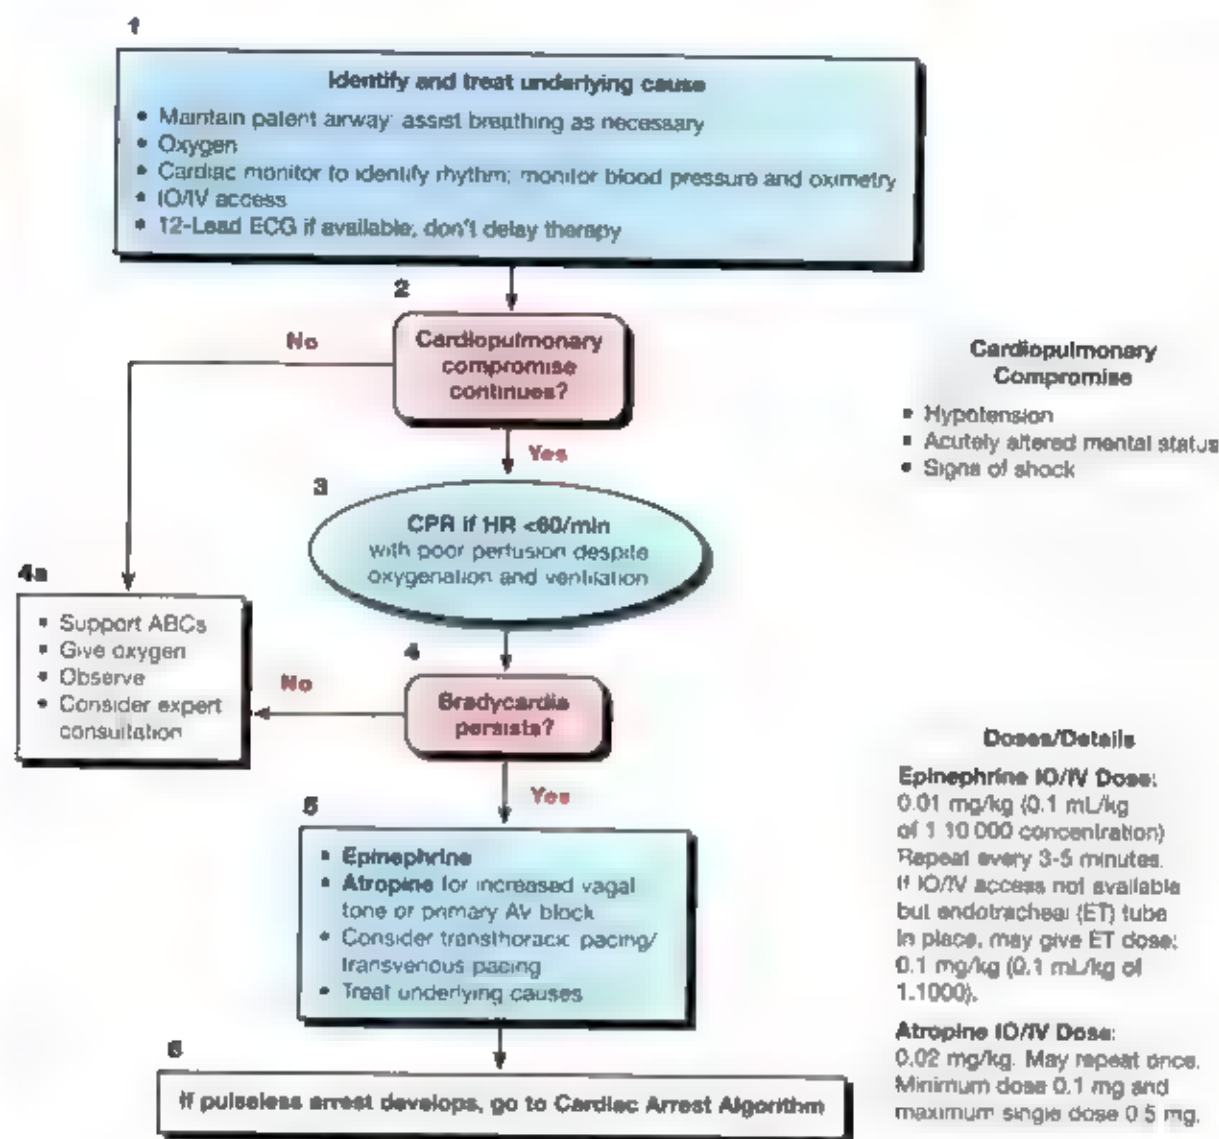 1
Identify and treat underlying cause
• Maintain patent airway; assist breathing as necessary
• Oxygen
• Cardiac monitor to identify rhythm; monitor blood pressure and oximetry
• IO/IV access
• 12-Lead ECG if available; don't delay therapy
2
Cardiopulmonary
compromise
continues?
No
Yes
Cardiopulmonary
Compromise
• Hypotension
• Acutely altered mental status
• Signs of shock
3
CPR if HR <60/min
with poor perfusion despite
oxygenation and ventilation
4a
• Support ABCs
• Give oxygen
• Observe
• Consider expert
consultation
4
Bradycardia
persists?
No
Yes
5
• Epinephrine
• Atropine for increased vagal
tone or primary AV block
• Consider transthoracic pacing/
transvenous pacing
• Treat underlying causes
6
If pulseless arrest develops, go to Cardiac Arrest Algorithm
Doses/Details
Epinephrine IO/IV Dose:
0.01 mg/kg (0.1 mL/kg
of 1 10 000 concentration)
Repeat every 3-5 minutes.
If IO/IV access not available
but endotracheal (ET) tube
in place, may give ET dose:
0.1 mg/kg (0.1 mL/kg of
1.1000).
Atropine IO/IV Dose:
0.02 mg/kg. May repeat once.
Minimum dose 0.1 mg and
maximum single dose 0 5 mg.